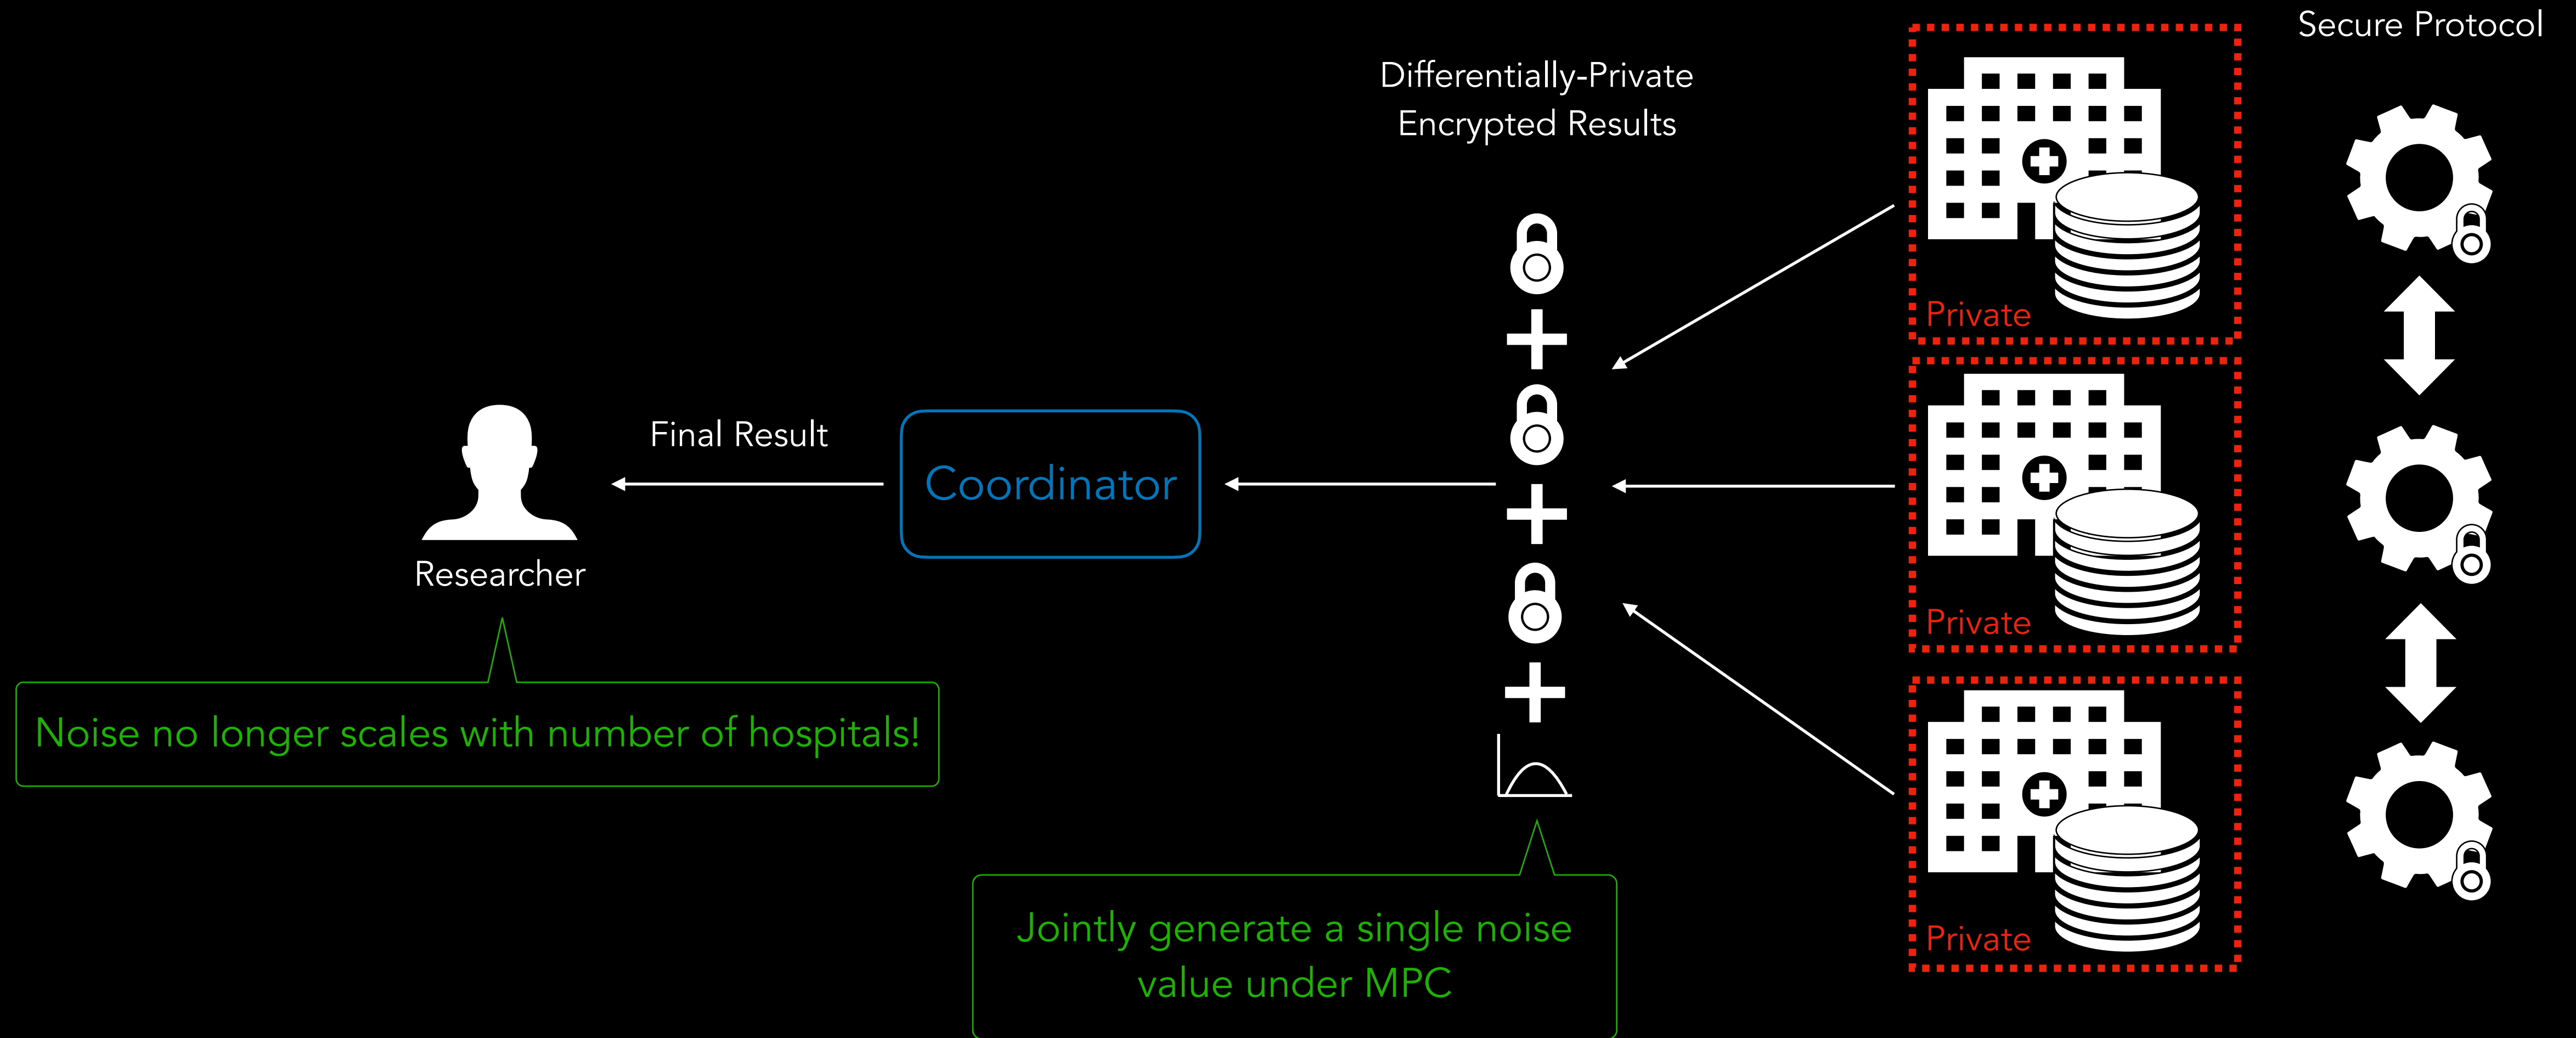 Secure Protocol
Differentially-Private
Encrypted Results
Private
Final Result
Coordinator
Researcher
Private
Noise no longer scales with number of hospitals!
Jointly generate a single noise
value under MPC
Private